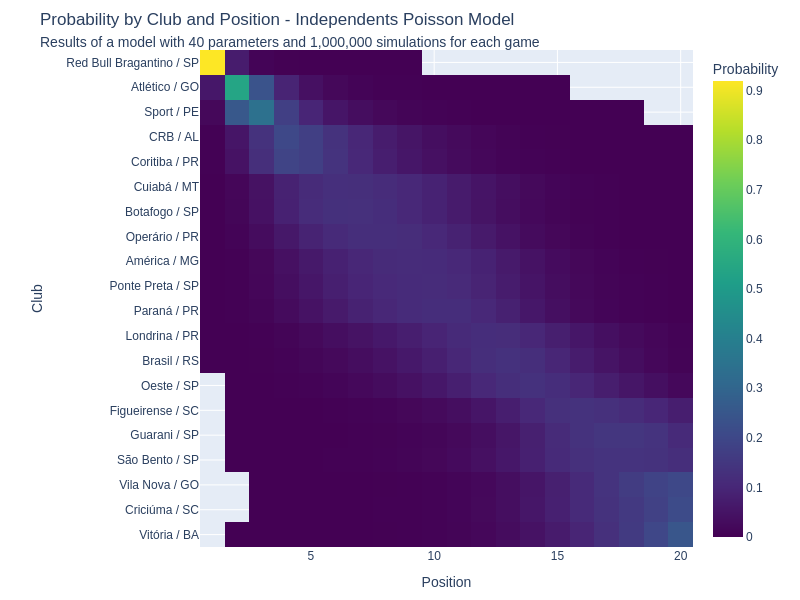 Probability by Club and Position - Independents Poisson Model
Results of a model with 40 parameters and 1,000,000 simulations for each game
Probability
Red Bull Bragantino / SP
Atlético / GO
Sport / PE
CRB / AL
Coritiba / PR
Cuiabá / MT
Botafogo / SP
Operário / PR
América / MG
Ponte Preta / SP
Paraná / PR
Londrina / PR
Brasil / RS
Oeste / SP
Figueirense / SC
Guarani / SP
São Bento / SP
Vila Nova / GO
Criciúma / SC
Vitória / BA
Club
5
10
15
20
Position
0.9
0.8
0.7
0.6
0.5
0.4
0.3
0.2
0.1
0